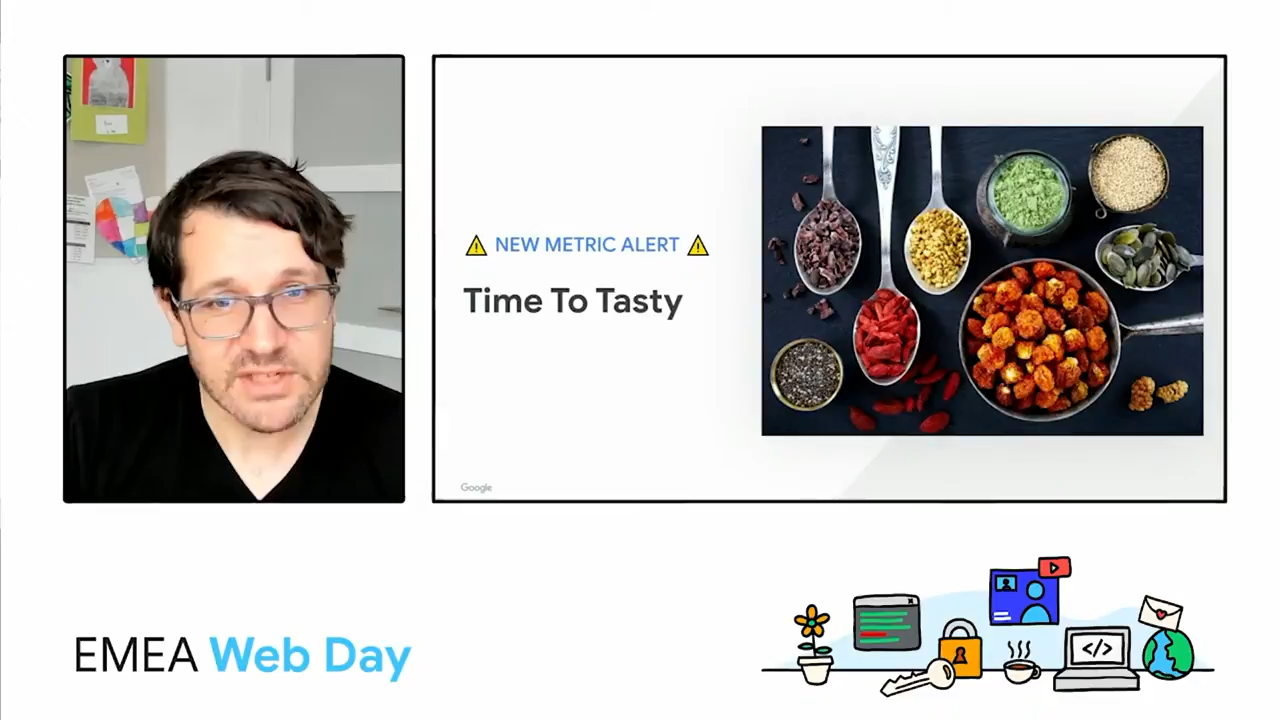 ⚠ NEW METRIC ALERT ⚠
Time To Tasty
Google
EMEA Web Day
</>